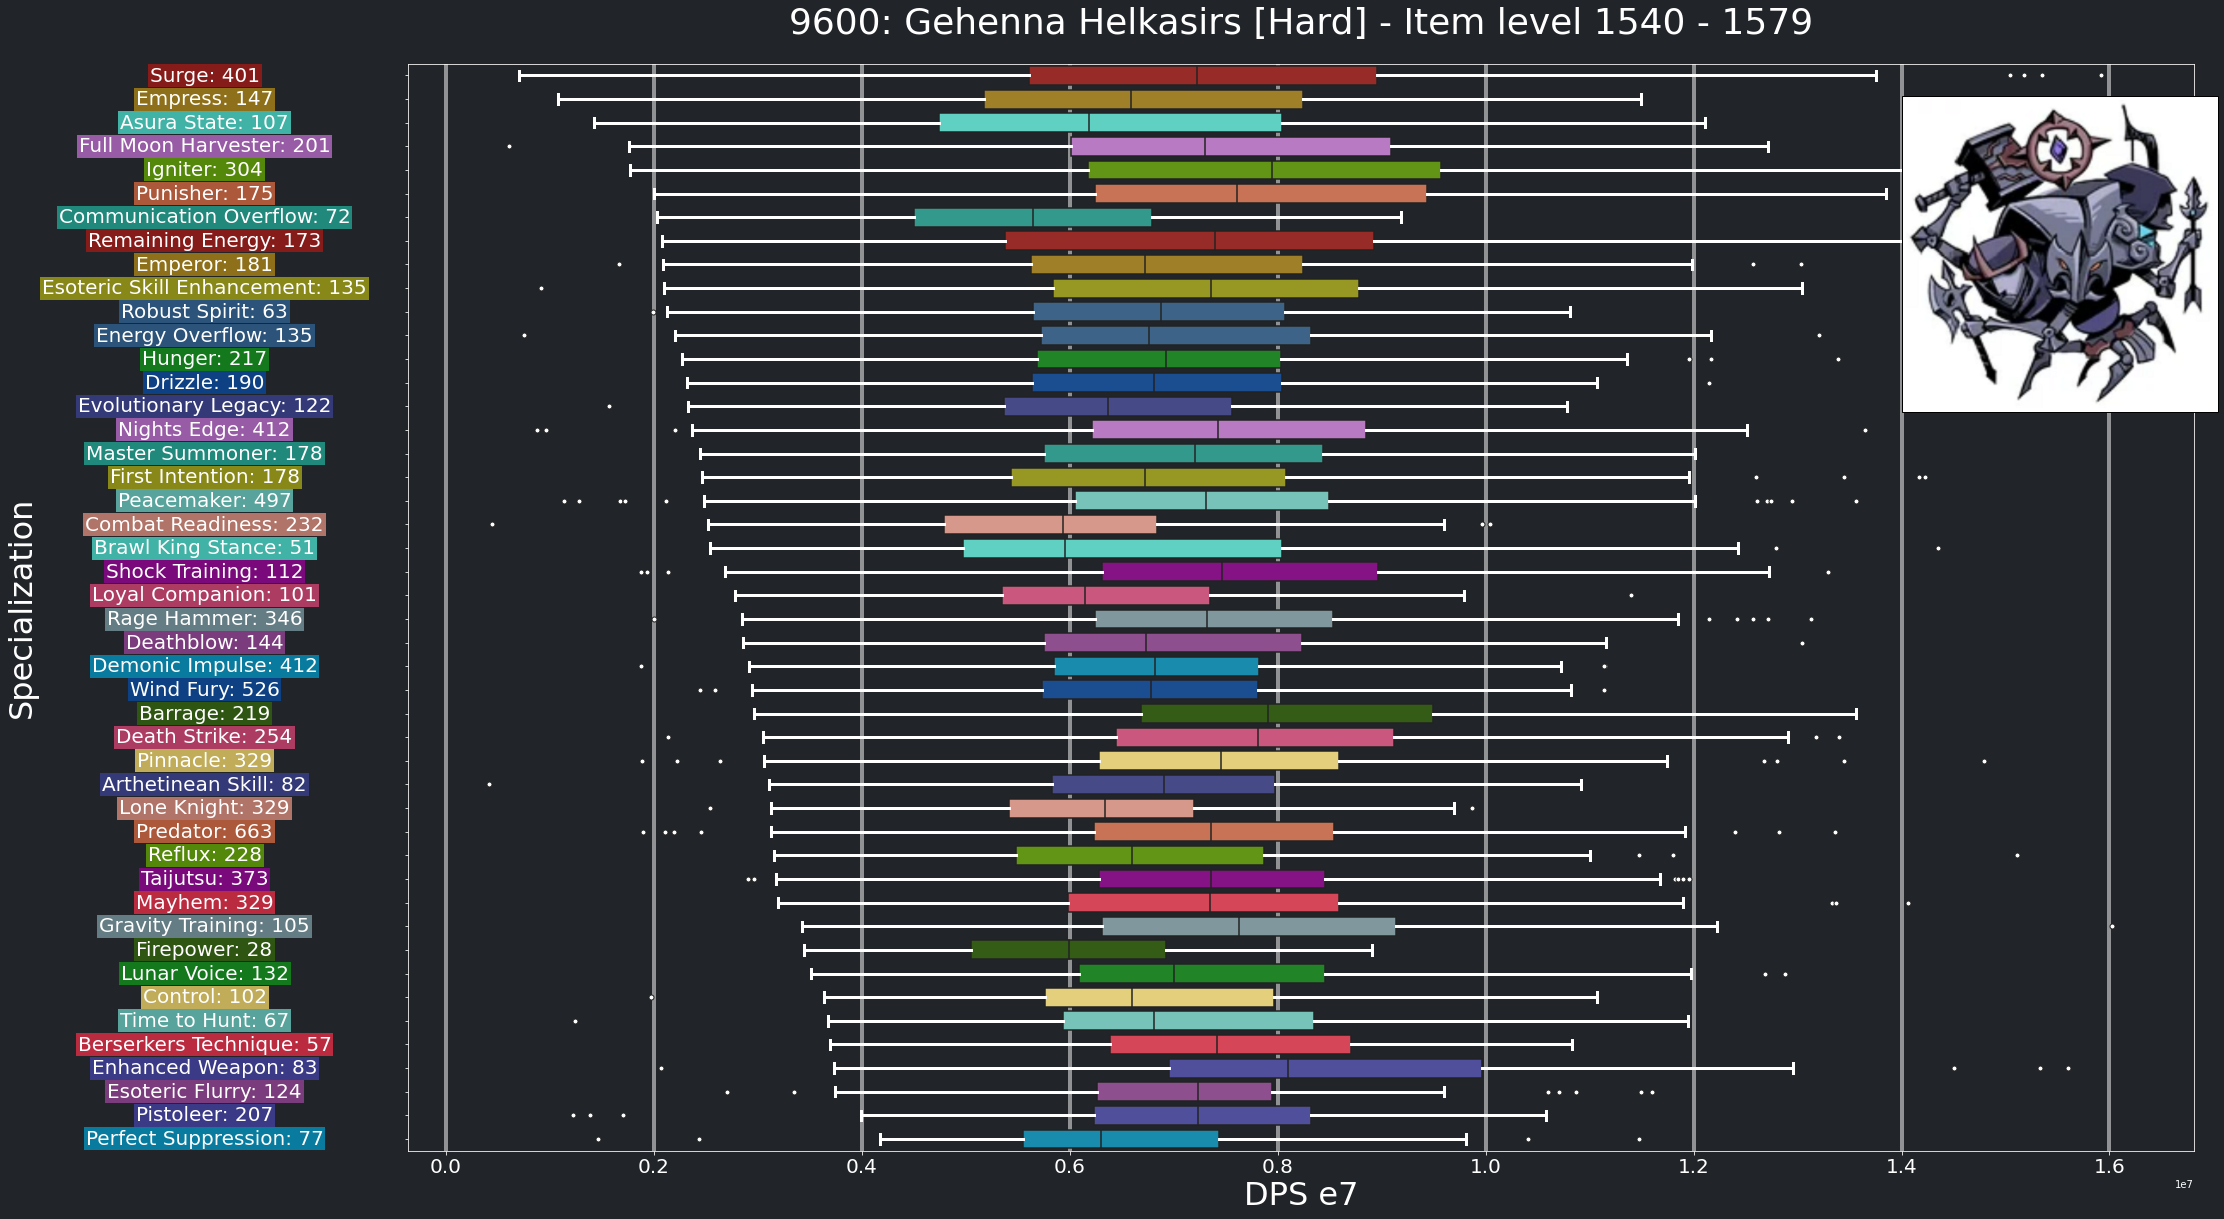 9600: Gehenna Helkasirs [Hard] - Item level 1540 - 1579
Surge: 401
Empress: 147
Asura State: 107
Full Moon Harvester: 201
Igniter: 304
Punisher: 175
Communication Overflow: 72
Remaining Energy: 173
Emperor: 181
Esoteric Skill Enhancement: 135
Robust Spirit: 63
Energy Overflow: 135
Hunger: 217
Drizzle: 190
Evolutionary Legacy: 122
Nights Edge: 412
Master Summoner: 178
First Intention: 178
Peacemaker: 497
Combat Readiness: 232
Brawl King Stance: 51
Shock Training: 112
Loyal Companion: 101
Rage Hammer: 346
Deathblow: 144
Demonic Impulse: 412
Wind Fury: 526
Barrage: 219
Death Strike: 254
Pinnacle: 329
Arthetinean Skill: 82
Lone Knight: 329
Predator: 663
Reflux: 228
Taijutsu: 373
Mayhem: 329
Gravity Training: 105
Firepower: 28
Lunar Voice: 132
Control: 102
Time to Hunt: 67
Berserkers Technique: 57
Enhanced Weapon: 83
Esoteric Flurry: 124
Pistoleer: 207
Perfect Suppression: 77
Specialization
0.0 0.2 0.4 0.6 0.8 1.0 1.2 1.4 1.6
DPS e7
1e7